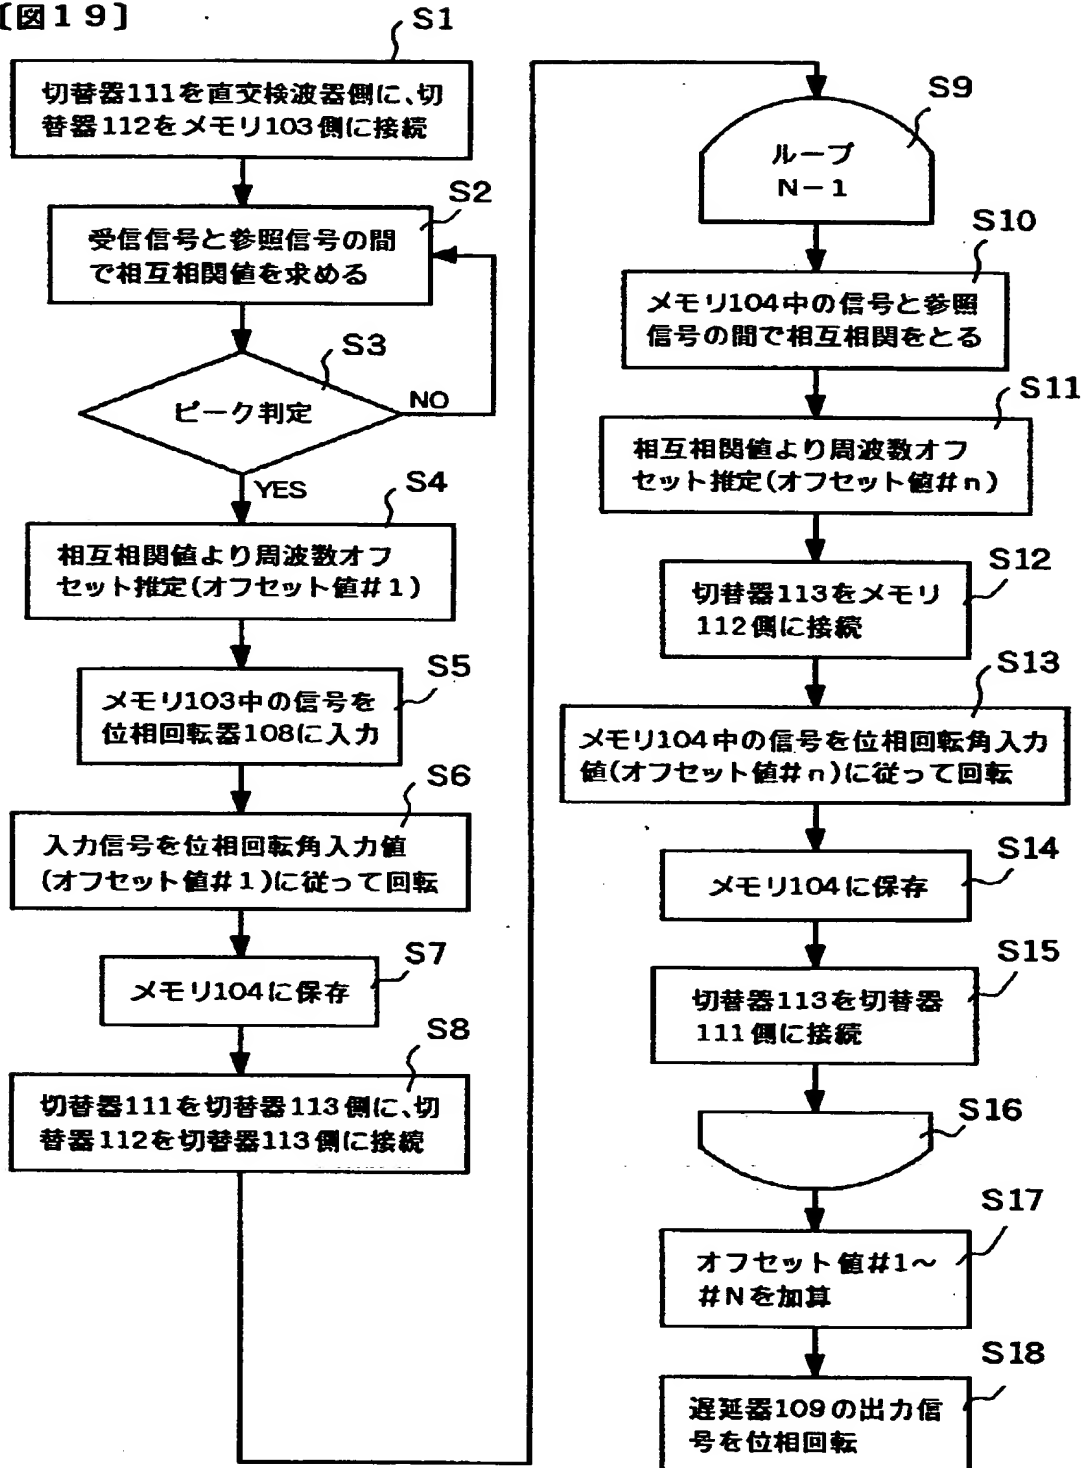 〔図19〕
S1
切替器111を直交検波器側に、切
替器112をメモリ103側に接続
S2
受信信号と参照信号の間
で相互相関値を求める
S3
ピーク判定
NO
YES
S4
相互相関値より周波数オフ
セット推定(オフセット値#1)
S5
メモリ103中の信号を
位相回転器108に入力
S6
入力信号を位相回転角入力値
(オフセット値#1)に従って回転
S7
メモリ104に保存
S8
切替器111を切替器113側に、切
替器112を切替器113側に接続
S9
ループ
N-1
S10
メモリ104中の信号と参照
信号の間で相互相関をとる
S11
相互相関値より周波数オフ
セット推定(オフセット値#n)
S12
切替器113をメモリ
112側に接続
S13
メモリ104中の信号を位相回転角入力
値(オフセット値#n)に従って回転
S14
メモリ104に保存
S15
切替器113を切替器
111側に接続
S16
S17
オフセット値#1~
#Nを加算
S18
遅延器109の出力信
号を位相回転